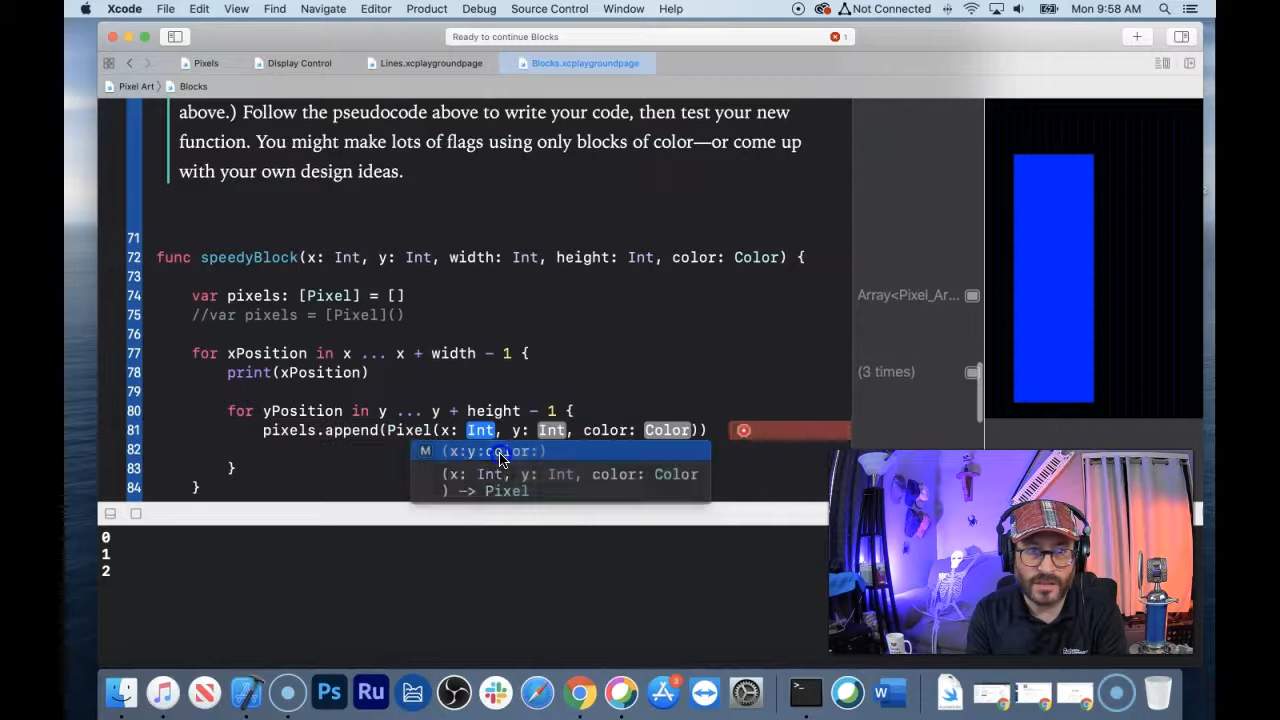 Xcode File Edit View Find Navigate Editor Product Debug Source Control Window Help Not Connected Mon 9:58 AM
Ready to continue Blocks 1
Pixels Display Control Lines.xcplaygroundpage Blocks.xcplaygroundpage
Pixel Art Blocks
above.) Follow the pseudocode above to write your code, then test your new
function. You might make lots of flags using only blocks of color—or come up
with your own design ideas.
71
72 func speedyBlock(x: Int, y: Int, width: Int, height: Int, color: Color) {
73
74 var pixels: [Pixel] = [] Array<Pixel_Ar...
75 //var pixels = [Pixel]()
76
77 for xPosition in x ... x + width - 1 {
78 print(xPosition) (3 times)
79
80 for yPosition in y ... y + height - 1 {
81 pixels.append(Pixel(x: Int, y: Int, color: Color))
82 M (x:y:color:)
(x: Int, y: Int, color: Color
83 }
) -> Pixel
84 }
0
1
2
Ps Ru 3 W